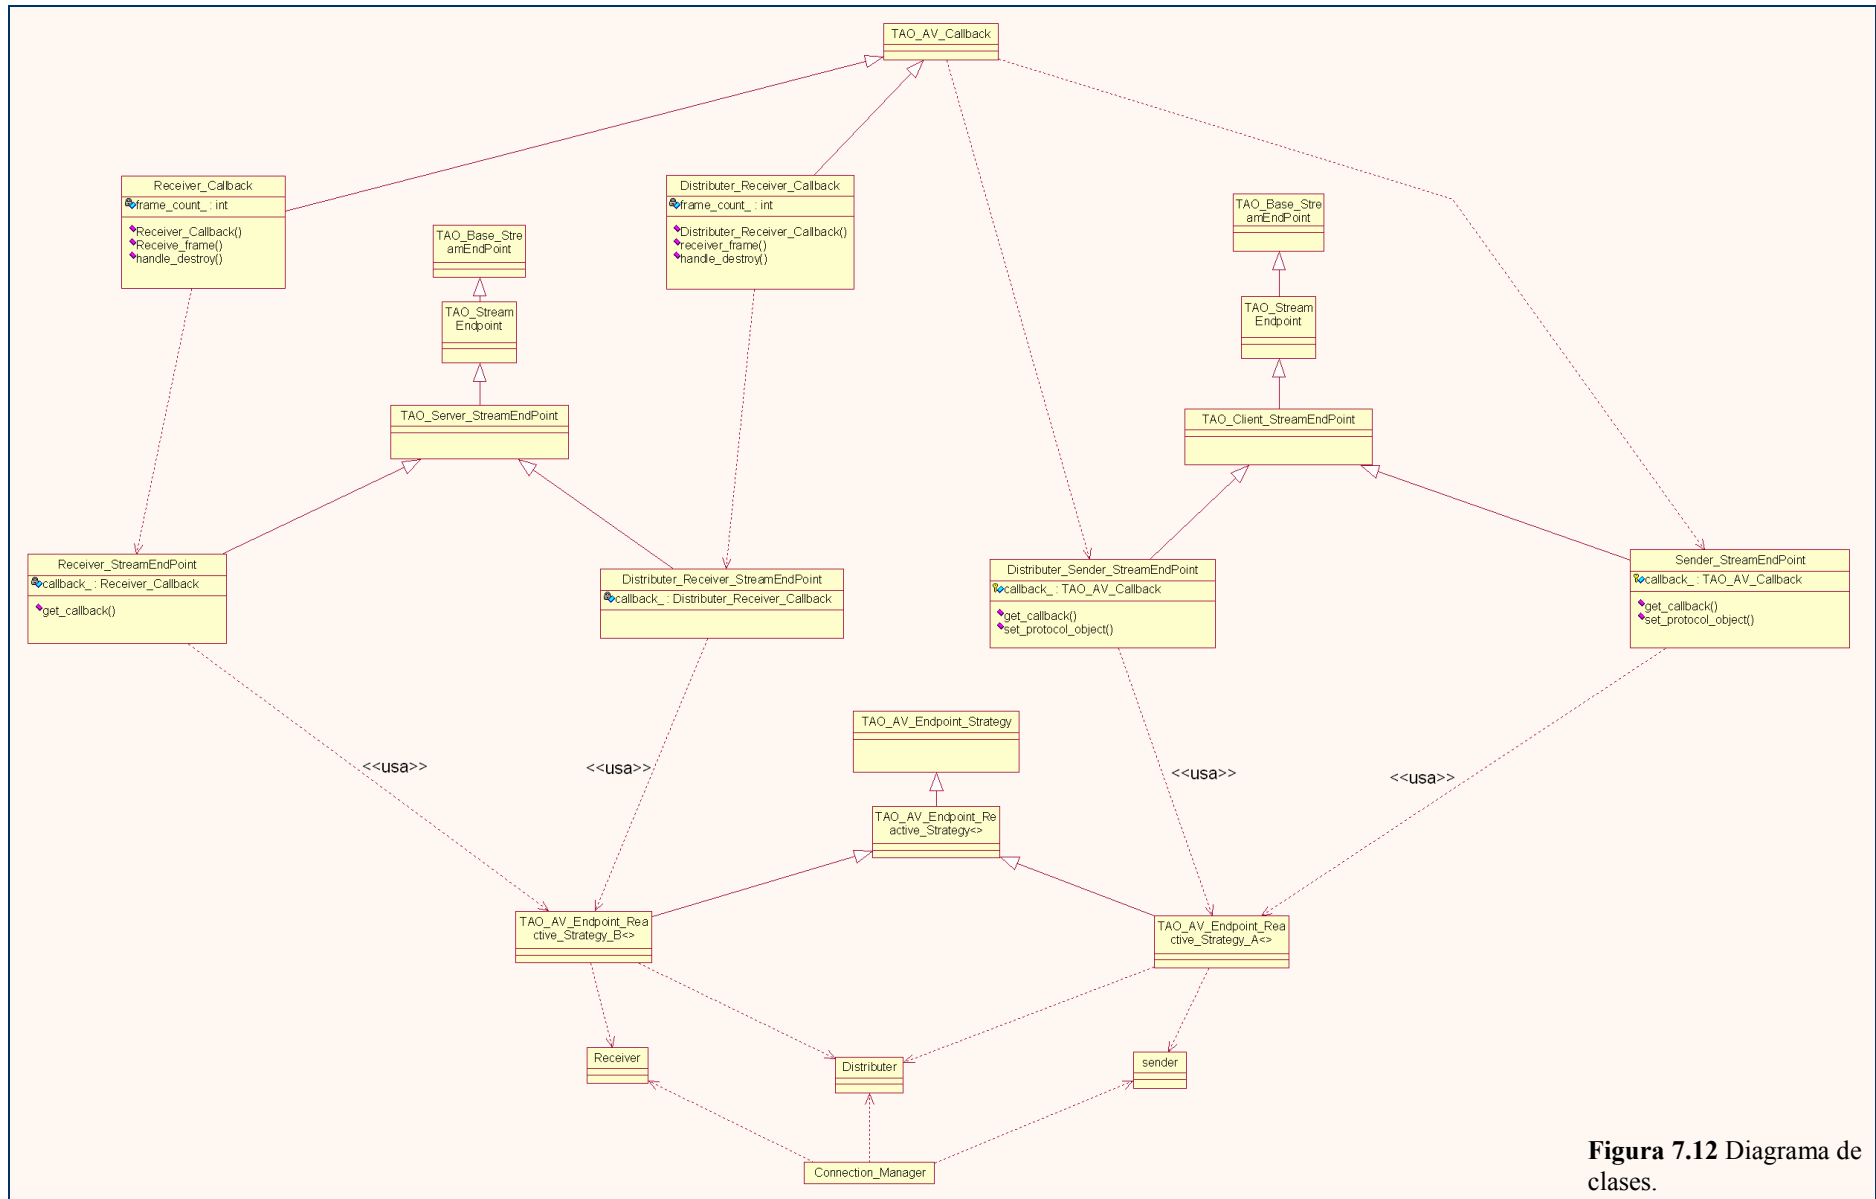 TAO_AV_Callback
Receiver_Callback
frame_count_ : int
Receiver_Callback()
Receive_frame()
handle_destroy()
Distributer_Receiver_Callback
frame_count_ : int
Distributer_Receiver_Callback()
receiver_frame()
handle_destroy()
TAO_Base_Stre
amEndPoint
TAO_Stream
Endpoint
TAO_Server_StreamEndPoint
TAO_Base_Stre
amEndPoint
TAO_Stream
Endpoint
TAO_Client_StreamEndPoint
Receiver_StreamEndPoint
callback_ : Receiver_Callback
get_callback()
Distributer_Receiver_StreamEndPoint
callback_ : Distributer_Receiver_Callback
Distributer_Sender_StreamEndPoint
callback_ : TAO_AV_Callback
get_callback()
set_protocol_object()
Sender_StreamEndPoint
callback_ : TAO_AV_Callback
get_callback()
set_protocol_object()
TAO_AV_Endpoint_Strategy
<<usa>>
<<usa>>
<<usa>>
<<usa>>
TAO_AV_Endpoint_Re
active_Strategy<>
TAO_AV_Endpoint_Rea
ctive_Strategy_B<>
TAO_AV_Endpoint_Rea
ctive_Strategy_A<>
Receiver
Distributer
sender
Connection_Manager
Figura 7.12 Diagrama de
clases.